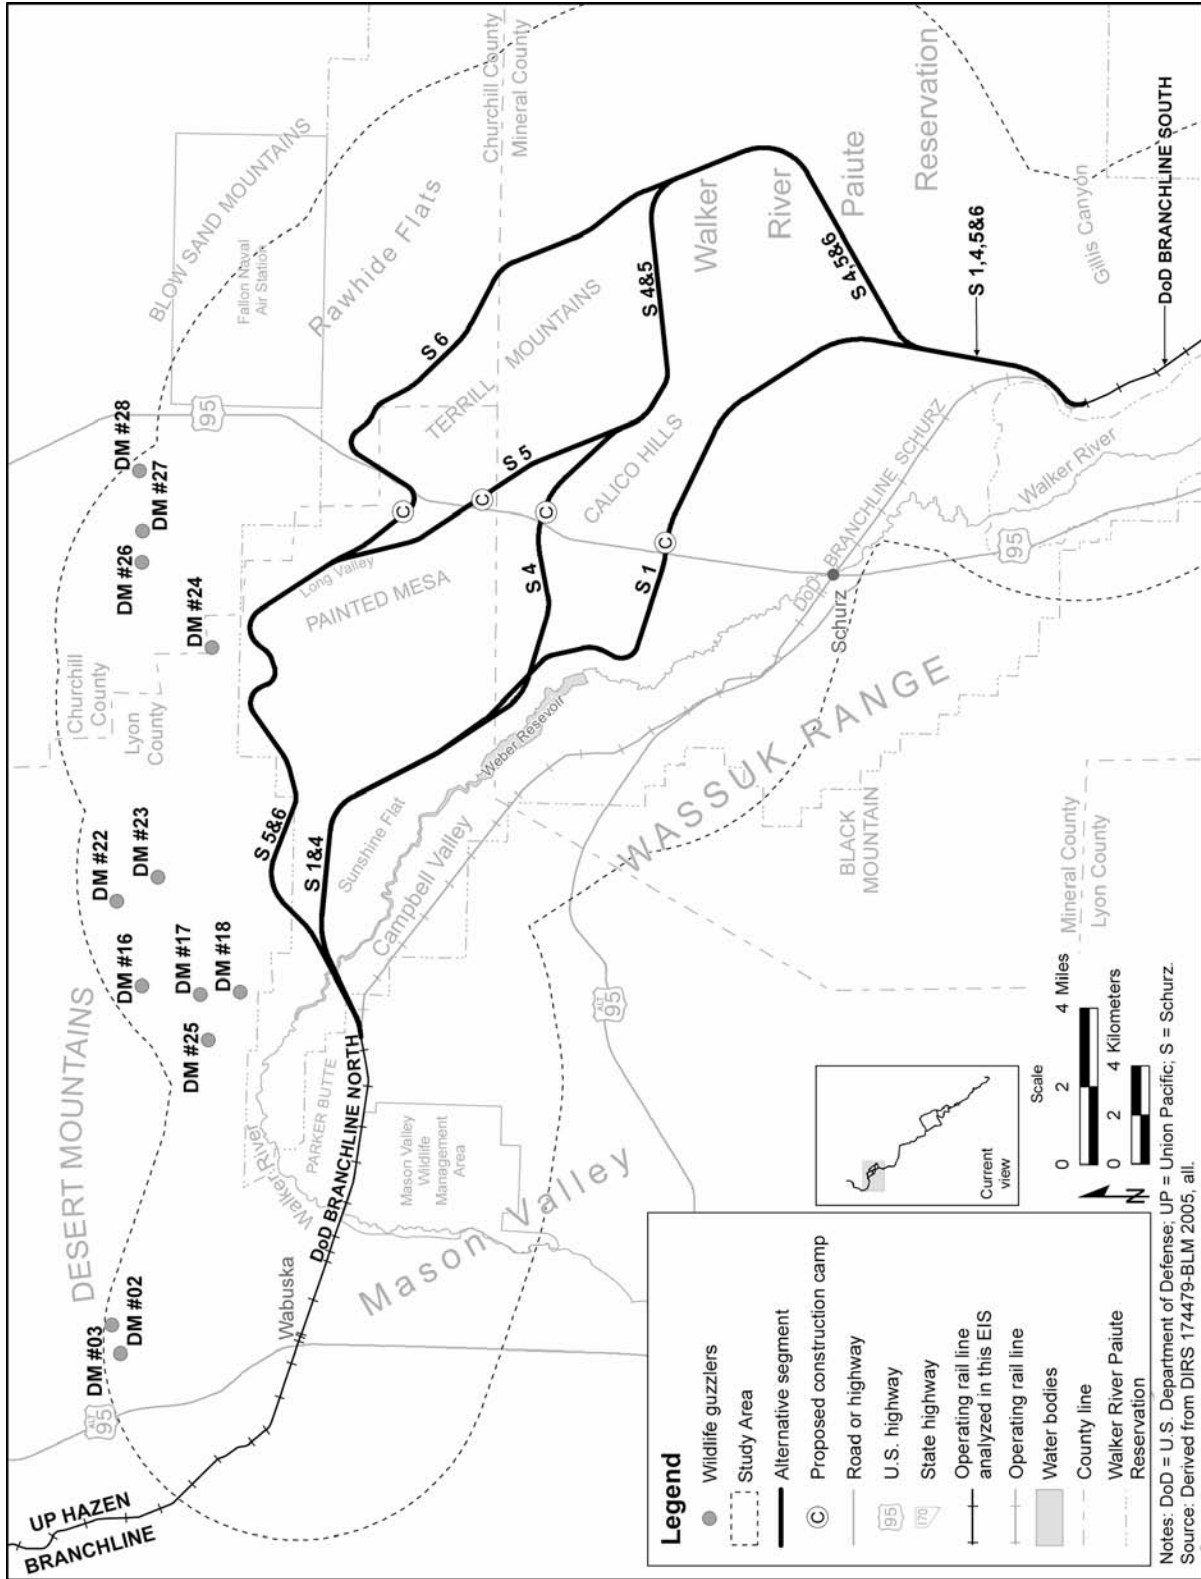 UP HAZEN
BRANCHLINE
ALT
95
DM #03
DM #02
DESERT MOUNTAINS
DM #25
DM #16
DM #17
DM #18
DM #22
DM #23
Churchill
County
Lyon
County
DM #24
DM #26
DM #27
DM #28
95
BLOW SAND MOUNTAINS
Fallon Naval
Air Station
Rawhide Flats
Churchill County
Mineral County
Wabuska
Walker River
PARKER BUTTE
DoD BRANCHLINE NORTH
Mason Valley
Wildlife
Management
Area
Mason Valley
S 5&6
S 1&4
Sunshine Flat
Campbell Valley
Weber Resevoir
Long Valley
PAINTED MESA
C
C
C
C
S 6
TERRILL MOUNTAINS
S 5
S 4
CALICO HILLS
S 1
S 4&5
Walker
River
Paiute
Reservation
S 4,5&6
S 1,4,5&6
DoD BRANCHLINE SOUTH
Gillis Canyon
DoD BRANCHLINE SCHURZ
Walker River
Schurz
95
WASSUK RANGE
BLACK
MOUNTAIN
ALT
95
Mineral County
Lyon County
Legend
Wildlife guzzlers
Study Area
Alternative segment
C
Proposed construction camp
Road or highway
95
U.S. highway
170
State highway
Operating rail line
analyzed in this EIS
Operating rail line
Water bodies
County line
Walker River Paiute
Reservation
Current
view
Scale
0 2 4 Miles
0 2 4 Kilometers
N
Notes: DoD = U.S. Department of Defense; UP = Union Pacific; S = Schurz.
Source: Derived from DIRS 174479-BLM 2005, all.